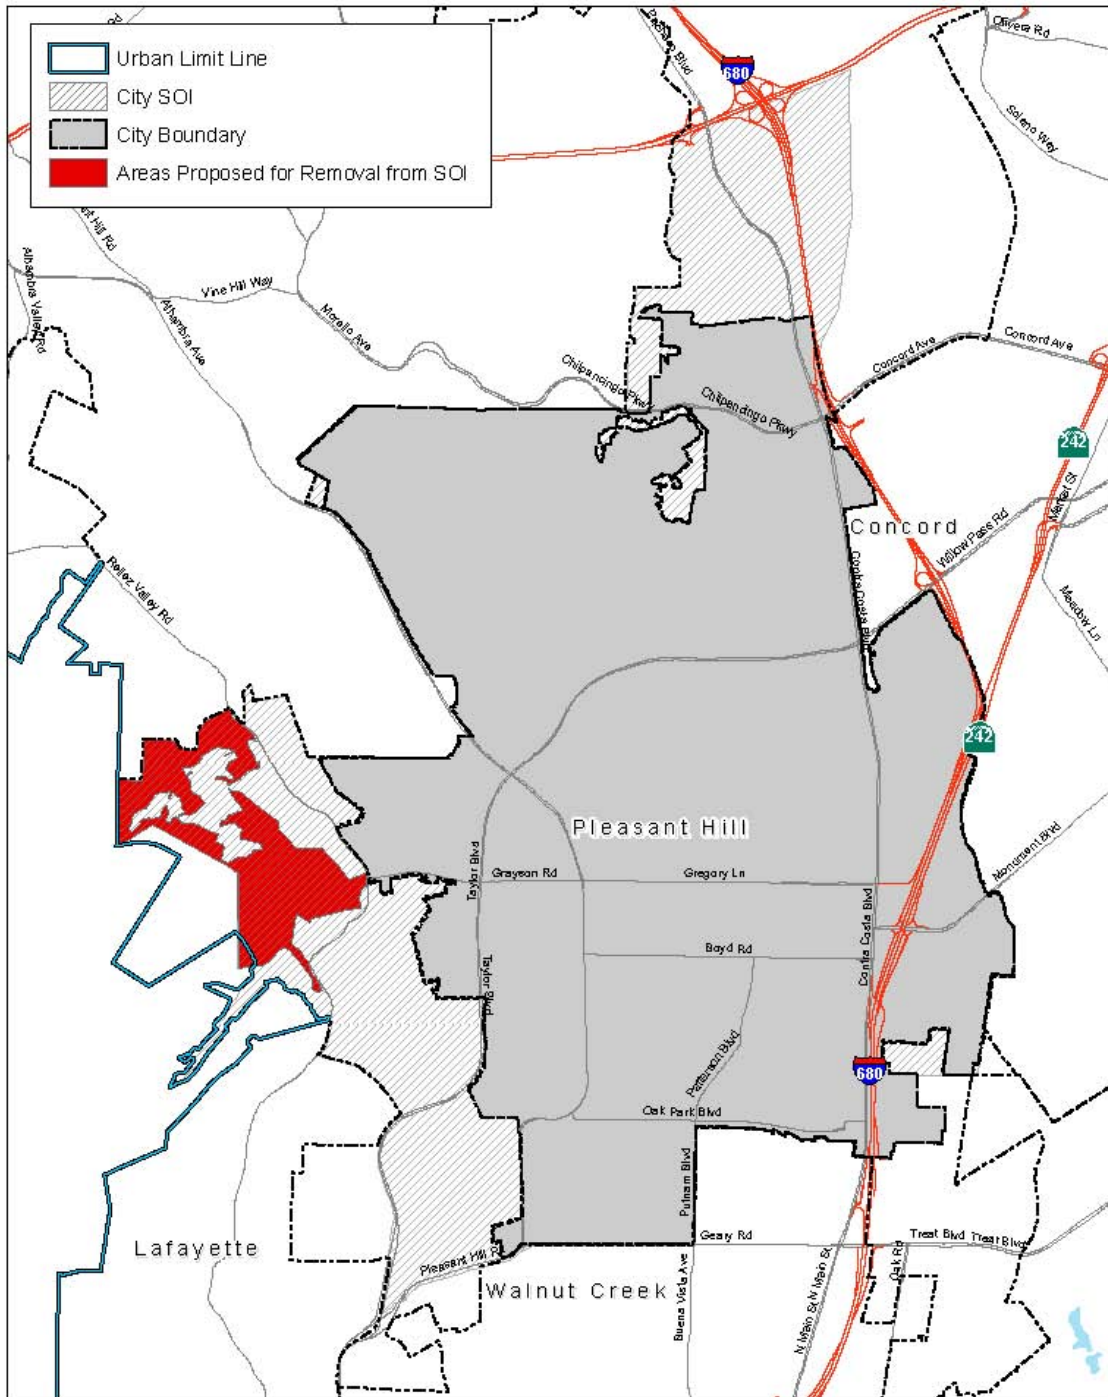 Urban Limit Line
City SOI
City Boundary
Areas Proposed for Removal from SOI
Rd
680
Olivera Rd
Solano Way
Hill Rd
Alhambra Valley Rd
Vine Hill Way
Alhambra Ave
Morello Ave
Chilpancingo Pkwy
Chilpancingo Pkwy
Concord Ave
Concord Ave
242
Market St
Concord
Willow Pass Rd
Meadow Ln
Contra Costa Blvd
Reliez Valley Rd
242
Pleasant Hill
Monument Blvd
Taylor Blvd
Grayson Rd
Gregory Ln
Contra Costa Blvd
Boyd Rd
Taylor Blvd
Patterson Blvd
680
Oak Park Blvd
Putnam Blvd
Geary Rd
Treat Blvd Treat Blvd
Lafayette
Pleasant Hill R
Walnut Creek
Buena Vista Ave
N Main St N Main St
Oak Rd